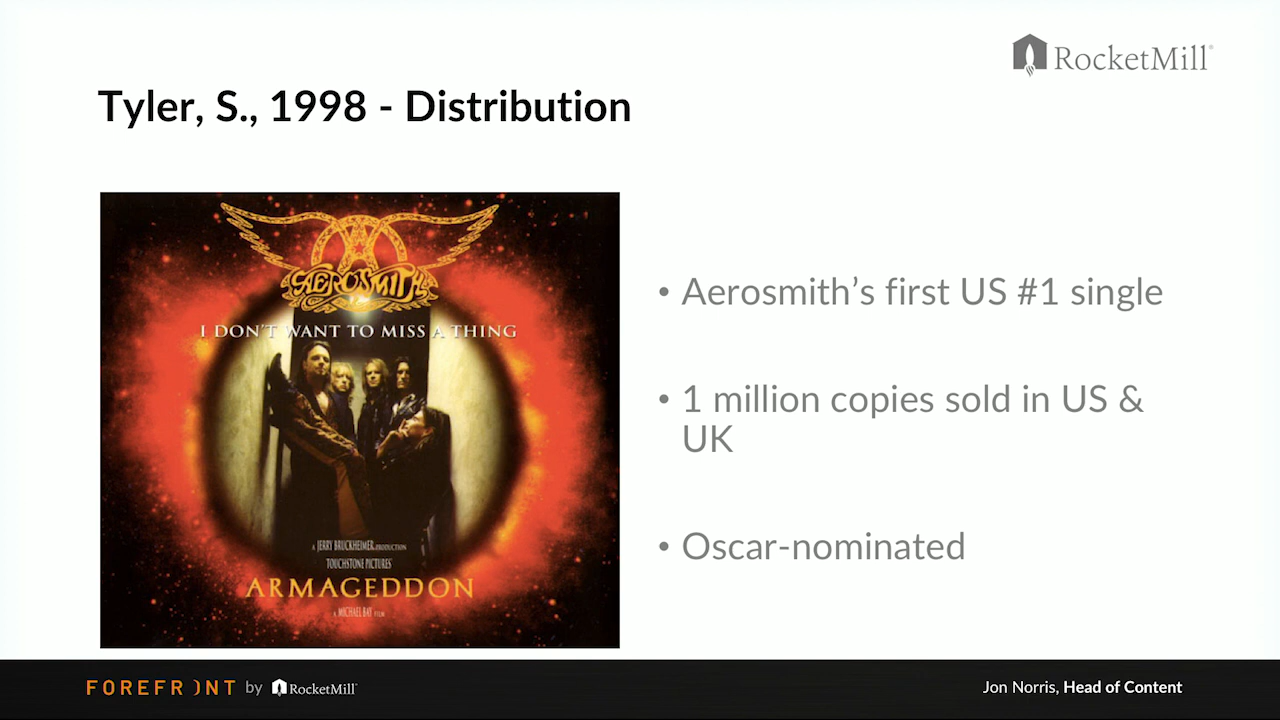 RocketMill
Tyler, S., 1998 - Distribution
AEROSMITH
I DON'T WANT TO MISS A THING
A JERRY BRUCKHEIMER PRODUCTION
TOUCHSTONE PICTURES
ARMAGEDDON
A MICHAEL BAY FILM
• Aerosmith’s first US #1 single
• 1 million copies sold in US &
UK
• Oscar-nominated
FOREFRONT by RocketMill
Jon Norris, Head of Content